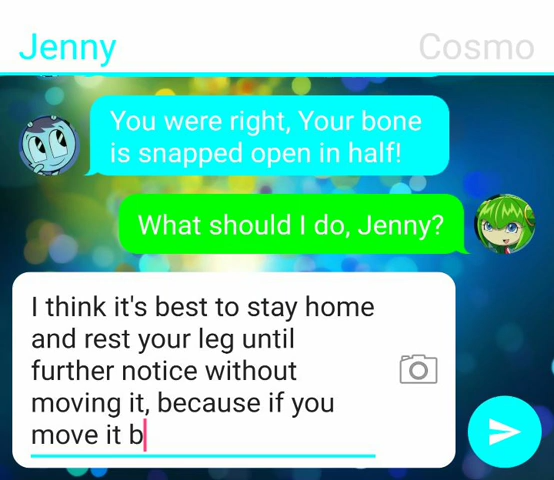 Jenny
Cosmo
You were right, Your bone
is snapped open in half!
What should I do, Jenny?
I think it's best to stay home
and rest your leg until
further notice without
moving it, because if you
move it b